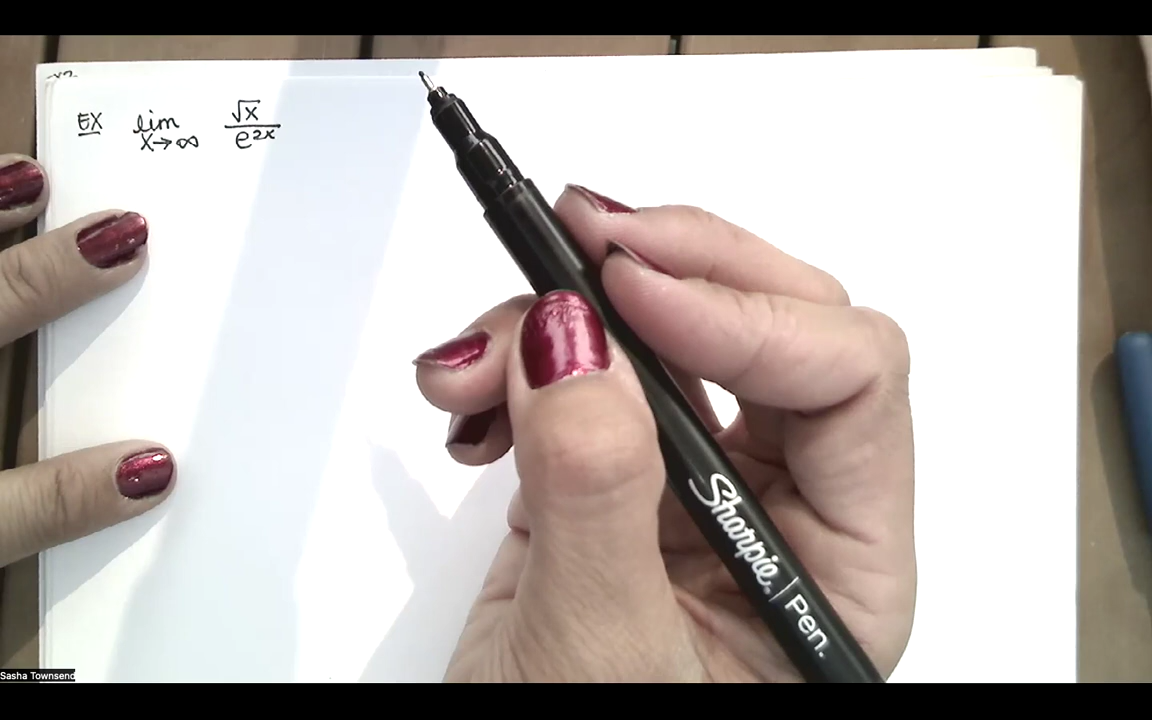 EX lim x→∞ √x / e^2x
Sharpie. | Pen.
Sasha Townsend